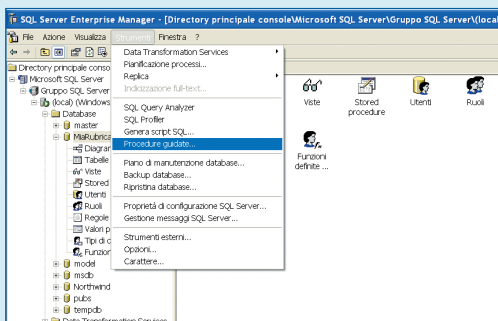 SQL Server Enterprise Manager - [Directory principale console\Microsoft SQL Server\Gruppo SQL Server\(local
File Azione Visualizza Strumenti Finestra ?
Directory principale conso
Microsoft SQL Server
Gruppo SQL Server
(local) (Windows
Database
master
MiaRubrica
Diagran
Tabelle
Viste
Stored
Utenti
Ruoli
Regole
Valori p
Tipi di d
Funzion
model
msdb
Northwind
pubs
tempdb
Data Transformation Services
Data Transformation Services
Pianificazione processi...
Replica
Indicizzazione full-text...
SQL Query Analyzer
SQL Profiler
Genera script SQL...
Procedure guidate...
Piano di manutenzione database...
Backup database...
Ripristina database...
Proprietà di configurazione SQL Server...
Gestione messaggi SQL Server...
Strumenti esterni...
Opzioni...
Carattere...
Viste
Stored
procedure
Utenti
Ruoli
Funzioni
definite ...